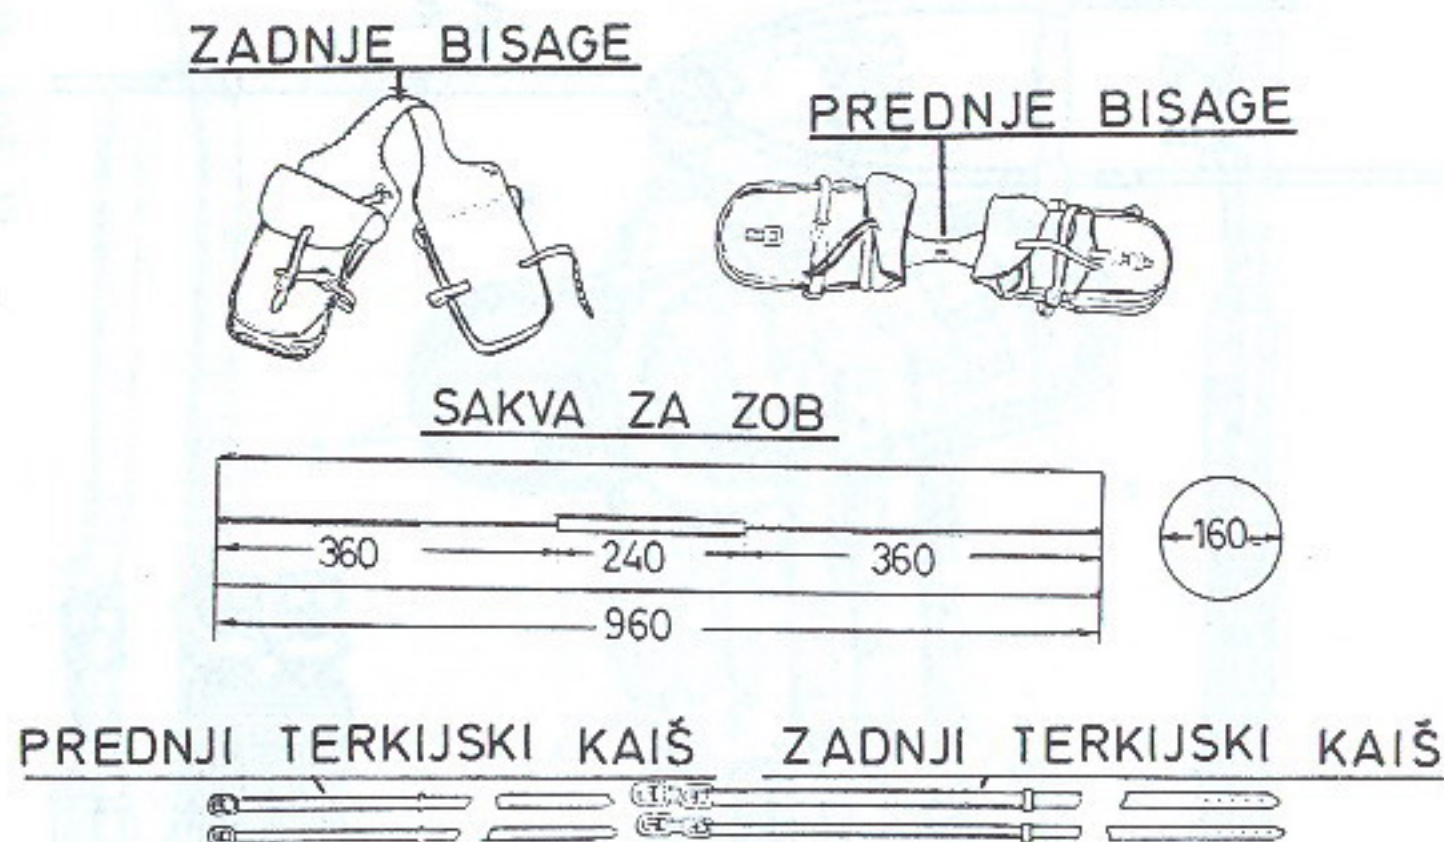 ZADNJE BISAGE
PREDNJE BISAGE
SAKVA ZA ZOB
360 240 360
160
960
PREDNJI TERKIJSKI KAIŠ
ZADNJI TERKIJSKI KAIŠ